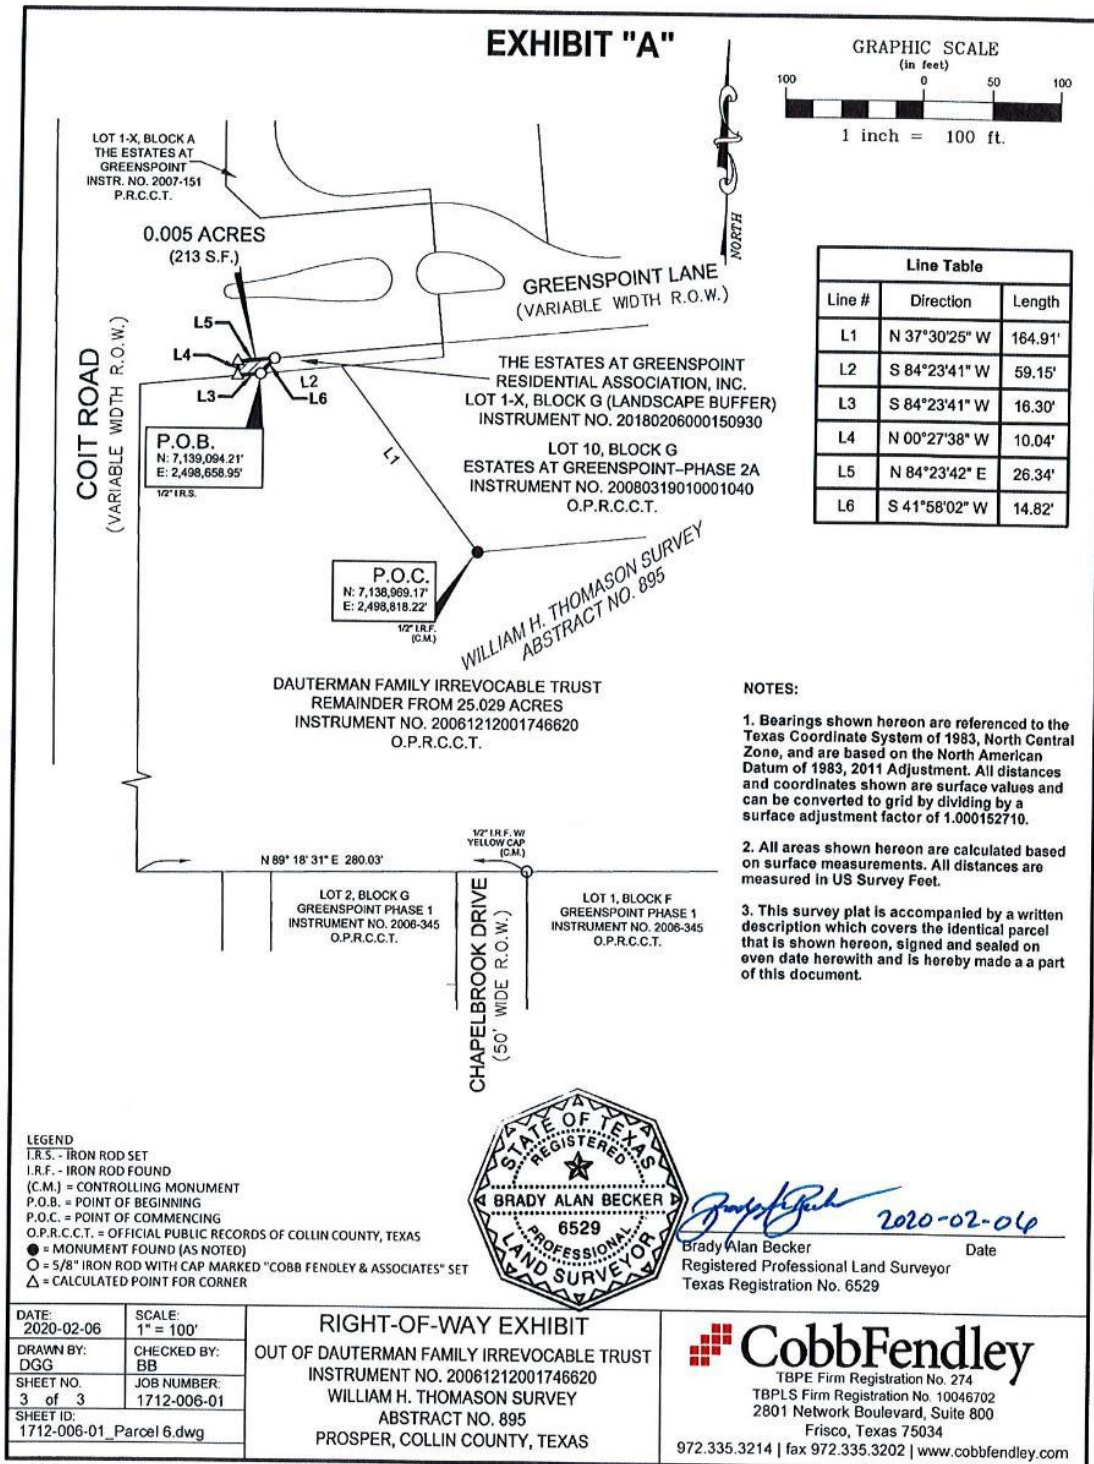 EXHIBIT "A"
GRAPHIC SCALE
(in feet)
100 0 50 100
1 inch = 100 ft.
NORTH
LOT 1-X, BLOCK A
THE ESTATES AT
GREENSPOINT
INSTR. NO. 2007-151
P.R.C.C.T.
0.005 ACRES
(213 S.F.)
GREENSPOINT LANE
(VARIABLE WIDTH R.O.W.)
Line Table
Line # Direction Length
L1 N 37°30'25" W 164.91'
L2 S 84°23'41" W 59.15'
L3 S 84°23'41" W 16.30'
L4 N 00°27'38" W 10.04'
L5 N 84°23'42" E 26.34'
L6 S 41°58'02" W 14.82'
L5
L4
L3
L2
L6
L1
COIT ROAD
(VARIABLE WIDTH R.O.W.)
THE ESTATES AT GREENSPOINT
RESIDENTIAL ASSOCIATION, INC.
LOT 1-X, BLOCK G (LANDSCAPE BUFFER)
INSTRUMENT NO. 20180206000150930
P.O.B.
N: 7,139,094.21'
E: 2,498,658.95'
1/2" I.R.S.
LOT 10, BLOCK G
ESTATES AT GREENSPOINT–PHASE 2A
INSTRUMENT NO. 20080319010001040
O.P.R.C.C.T.
P.O.C.
N: 7,138,969.17'
E: 2,498,818.22'
1/2" I.R.F.
(C.M.)
WILLIAM H. THOMASON SURVEY
ABSTRACT NO. 895
DAUTERMAN FAMILY IRREVOCABLE TRUST
REMAINDER FROM 25.029 ACRES
INSTRUMENT NO. 20061212001746620
O.P.R.C.C.T.
NOTES:
1. Bearings shown hereon are referenced to the
Texas Coordinate System of 1983, North Central
Zone, and are based on the North American
Datum of 1983, 2011 Adjustment. All distances
and coordinates shown are surface values and
can be converted to grid by dividing by a
surface adjustment factor of 1.000152710.
2. All areas shown hereon are calculated based
on surface measurements. All distances are
measured in US Survey Feet.
3. This survey plat is accompanied by a written
description which covers the identical parcel
that is shown hereon, signed and sealed on
even date herewith and is hereby made a a part
of this document.
1/2" I.R.F. W/
YELLOW CAP
(C.M.)
N 89° 18' 31" E 280.03'
LOT 2, BLOCK G
GREENSPOINT PHASE 1
INSTRUMENT NO. 2006-345
O.P.R.C.C.T.
CHAPELBROOK DRIVE
(50' WIDE R.O.W.)
LOT 1, BLOCK F
GREENSPOINT PHASE 1
INSTRUMENT NO. 2006-345
O.P.R.C.C.T.
LEGEND
I.R.S. - IRON ROD SET
I.R.F. - IRON ROD FOUND
(C.M.) = CONTROLLING MONUMENT
P.O.B. = POINT OF BEGINNING
P.O.C. = POINT OF COMMENCING
O.P.R.C.C.T. = OFFICIAL PUBLIC RECORDS OF COLLIN COUNTY, TEXAS
= MONUMENT FOUND (AS NOTED)
= 5/8" IRON ROD WITH CAP MARKED "COBB FENDLEY & ASSOCIATES" SET
= CALCULATED POINT FOR CORNER
STATE OF TEXAS
REGISTERED
BRADY ALAN BECKER
6529
PROFESSIONAL
LAND SURVEYOR
2020-02-06
Brady Alan Becker Date
Registered Professional Land Surveyor
Texas Registration No. 6529
DATE:
2020-02-06
SCALE:
1" = 100'
DRAWN BY:
DGG
CHECKED BY:
BB
SHEET NO.
3 of 3
JOB NUMBER:
1712-006-01
SHEET ID:
1712-006-01_Parcel 6.dwg
RIGHT-OF-WAY EXHIBIT
OUT OF DAUTERMAN FAMILY IRREVOCABLE TRUST
INSTRUMENT NO. 20061212001746620
WILLIAM H. THOMASON SURVEY
ABSTRACT NO. 895
PROSPER, COLLIN COUNTY, TEXAS
CobbFendley
TBPE Firm Registration No. 274
TBPLS Firm Registration No. 10046702
2801 Network Boulevard, Suite 800
Frisco, Texas 75034
972.335.3214 | fax 972.335.3202 | www.cobbfendley.com